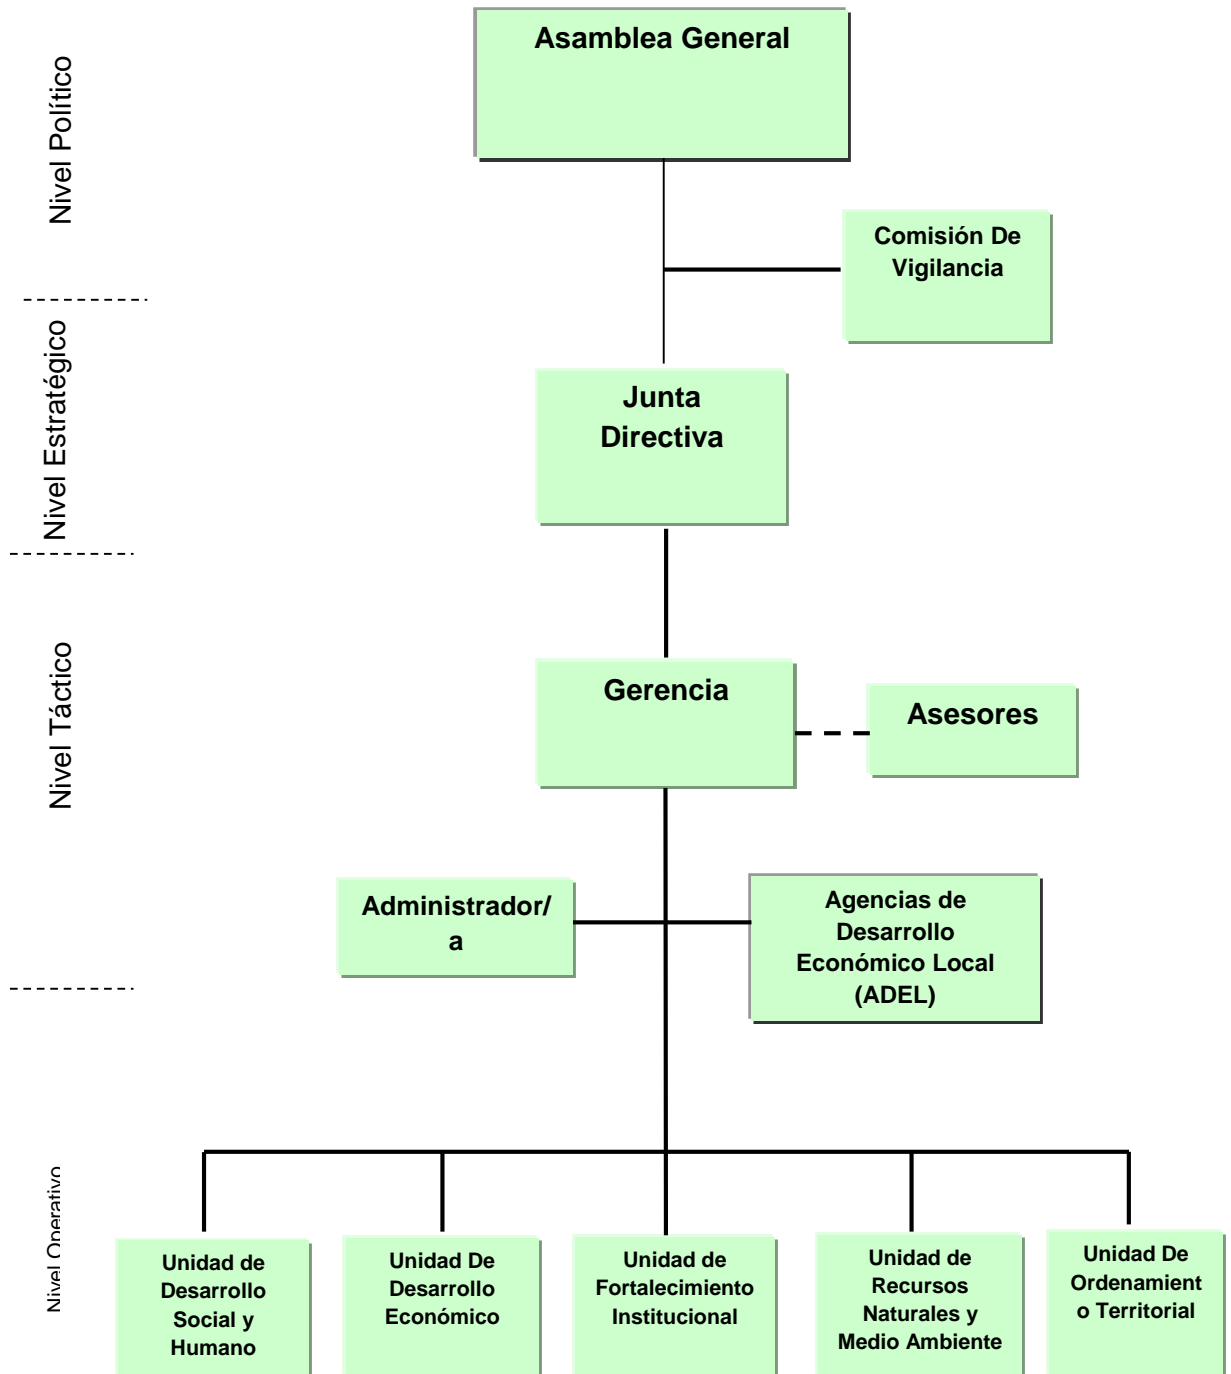 Asamblea General
Nivel Político
Comisión De
Vigilancia
Nivel Estratégico
Junta
Directiva
Nivel Táctico
Gerencia
Asesores
Administrador/
a
Agencias de
Desarrollo
Económico Local
(ADEL)
Nivel Operativo
Unidad de
Desarrollo
Social y
Humano
Unidad De
Desarrollo
Económico
Unidad de
Fortalecimiento
Institucional
Unidad de
Recursos
Naturales y
Medio Ambiente
Unidad De
Ordenamient
o Territorial